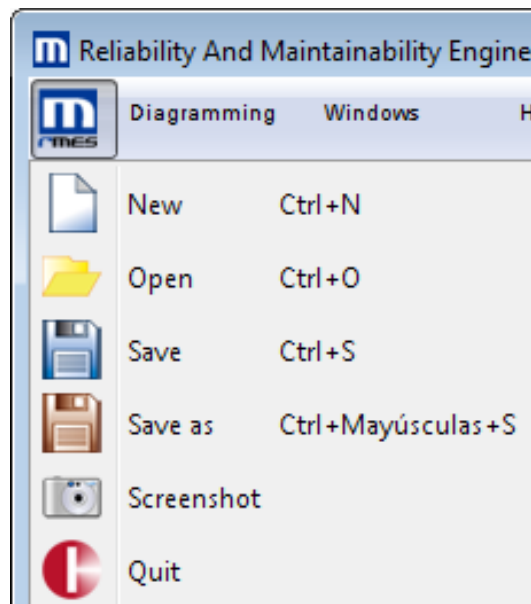 m Reliability And Maintainability Engine
m rmes Diagramming Windows H
New Ctrl+N
Open Ctrl+O
Save Ctrl+S
Save as Ctrl+Mayúsculas+S
Screenshot
Quit